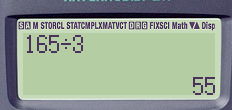 S A M STORCL STATCMPLXMATVCT D R G FIXSCI Math ▼▲ Disp
165÷3
55